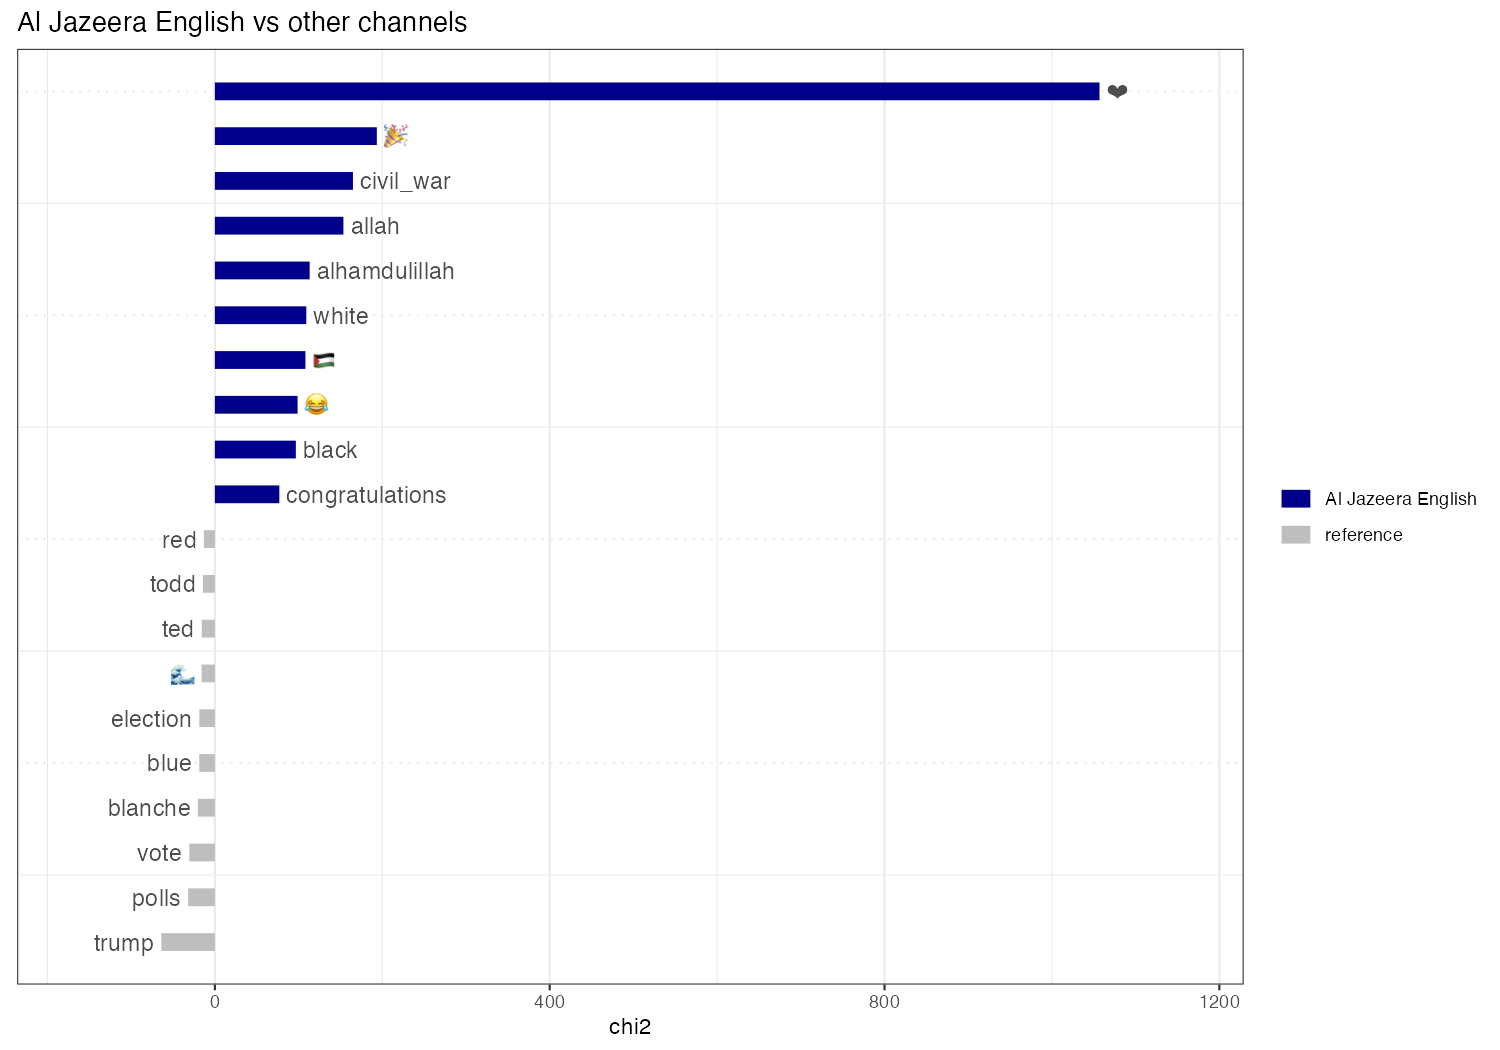 Al Jazeera English vs other channels
❤
🎉
civil_war
allah
alhamdulillah
white
🇵🇸
😂
black
congratulations
red
todd
ted
🌊
election
blue
blanche
vote
polls
trump
0 400 800 1200
chi2
Al Jazeera English
reference